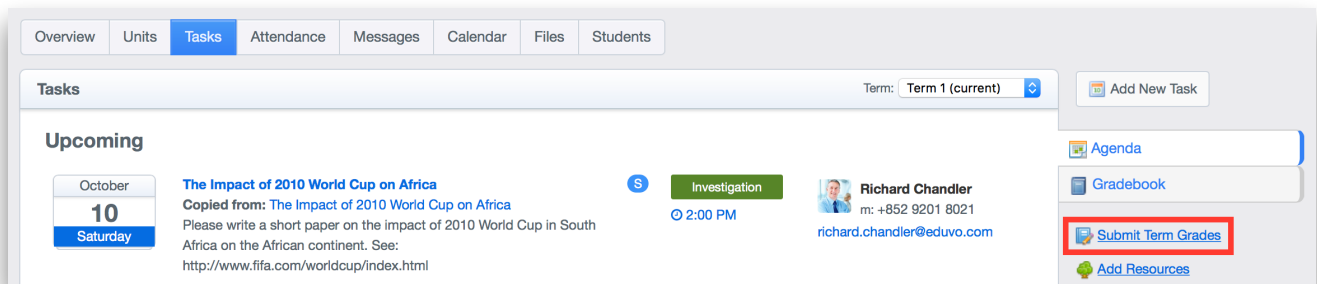 Overview Units Tasks Attendance Messages Calendar Files Students
Tasks
Term: Term 1 (current)
Add New Task
Upcoming
Agenda
Gradebook
Submit Term Grades
Add Resources
October
10
Saturday
The Impact of 2010 World Cup on Africa
Copied from: The Impact of 2010 World Cup on Africa
Please write a short paper on the impact of 2010 World Cup in South
Africa on the African continent. See:
http://www.fifa.com/worldcup/index.html
S
Investigation
2:00 PM
Richard Chandler
m: +852 9201 8021
richard.chandler@eduvo.com